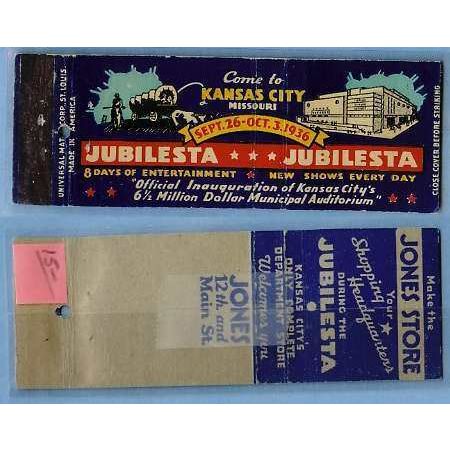 UNIVERSAL MAT CORP., ST. LOUIS
MADE IN AMERICA
Come to
KANSAS CITY
MISSOURI
SEPT. 26-OCT. 3, 1936
JUBILESTA ★ ★ ★ JUBILESTA
8 DAYS OF ENTERTAINMENT ★ NEW SHOWS EVERY DAY
"Official Inauguration of Kansas City's
6½ Million Dollar Municipal Auditorium"
CLOSE COVER BEFORE STRIKING
15-
Make the
JONES STORE
Your
Shopping
Headquarters
DURING THE
JUBILESTA
KANSAS CITY'S
ONLY COMPLETE
DEPARTMENT STORE
Welcomes you
JONES
12th. and
Main St.